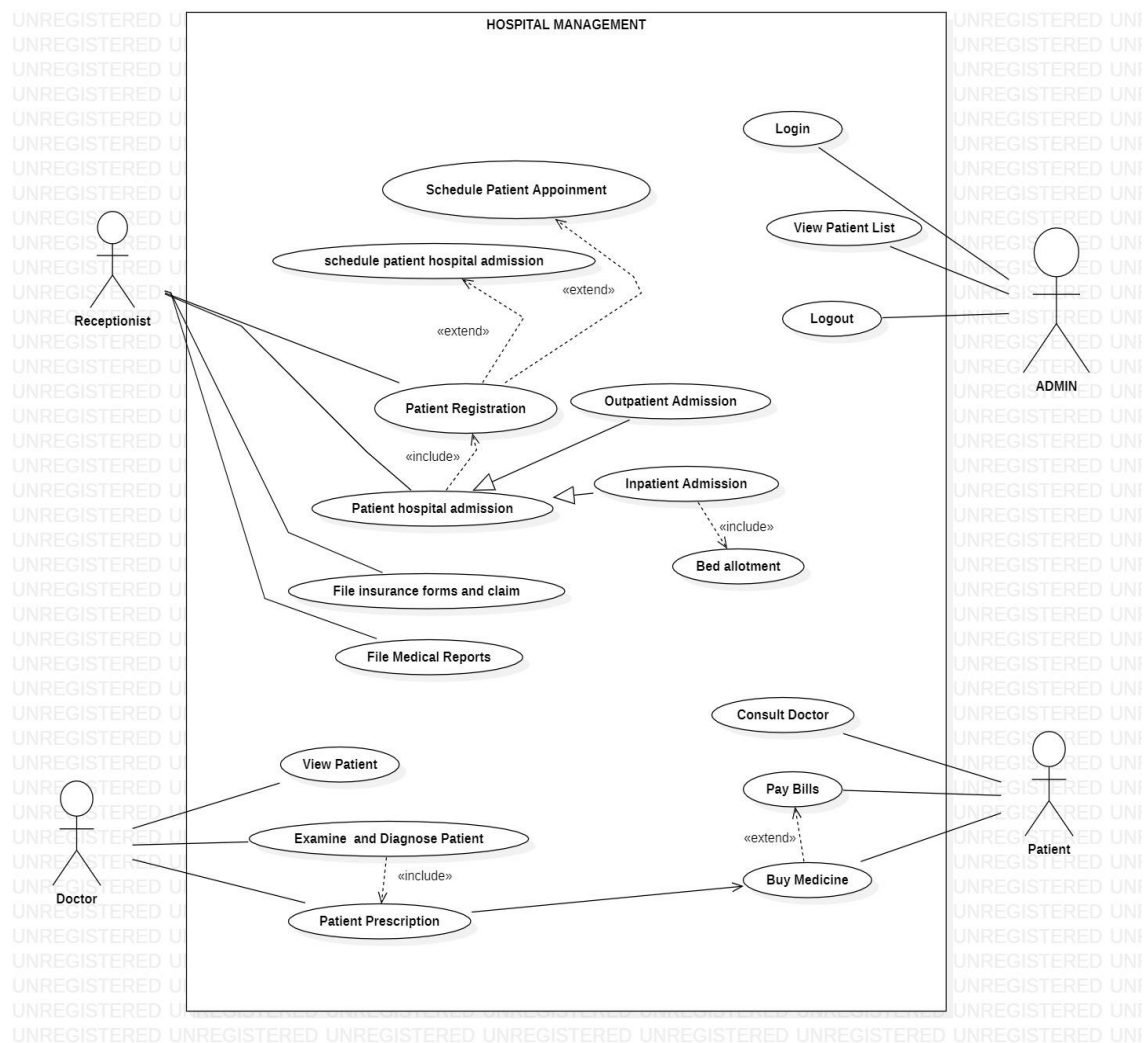 HOSPITAL MANAGEMENT
Login
Schedule Patient Appoinment
View Patient List
schedule patient hospital admission
«extend»
Logout
Receptionist
«extend»
ADMIN
Outpatient Admission
Patient Registration
«include»
Inpatient Admission
Patient hospital admission
«include»
Bed allotment
File insurance forms and claim
File Medical Reports
Consult Doctor
View Patient
Pay Bills
Examine  and Diagnose Patient
«extend»
Patient
«include»
Buy Medicine
Doctor
Patient Prescription
UNREGISTERED